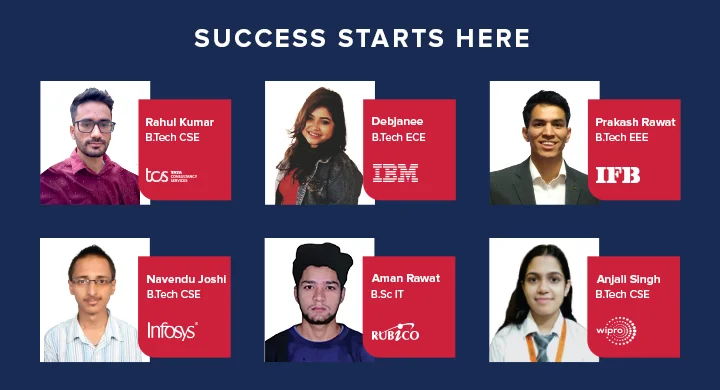 SUCCESS STARTS HERE
Rahul Kumar
B.Tech CSE
tcs TATA
CONSULTANCY
SERVICES
Debjanee
B.Tech ECE
IBM
Prakash Rawat
B.Tech EEE
IFB
Navendu Joshi
B.Tech CSE
Infosys®
Aman Rawat
B.Sc IT
RUBICO
Anjali Singh
B.Tech CSE
wipro